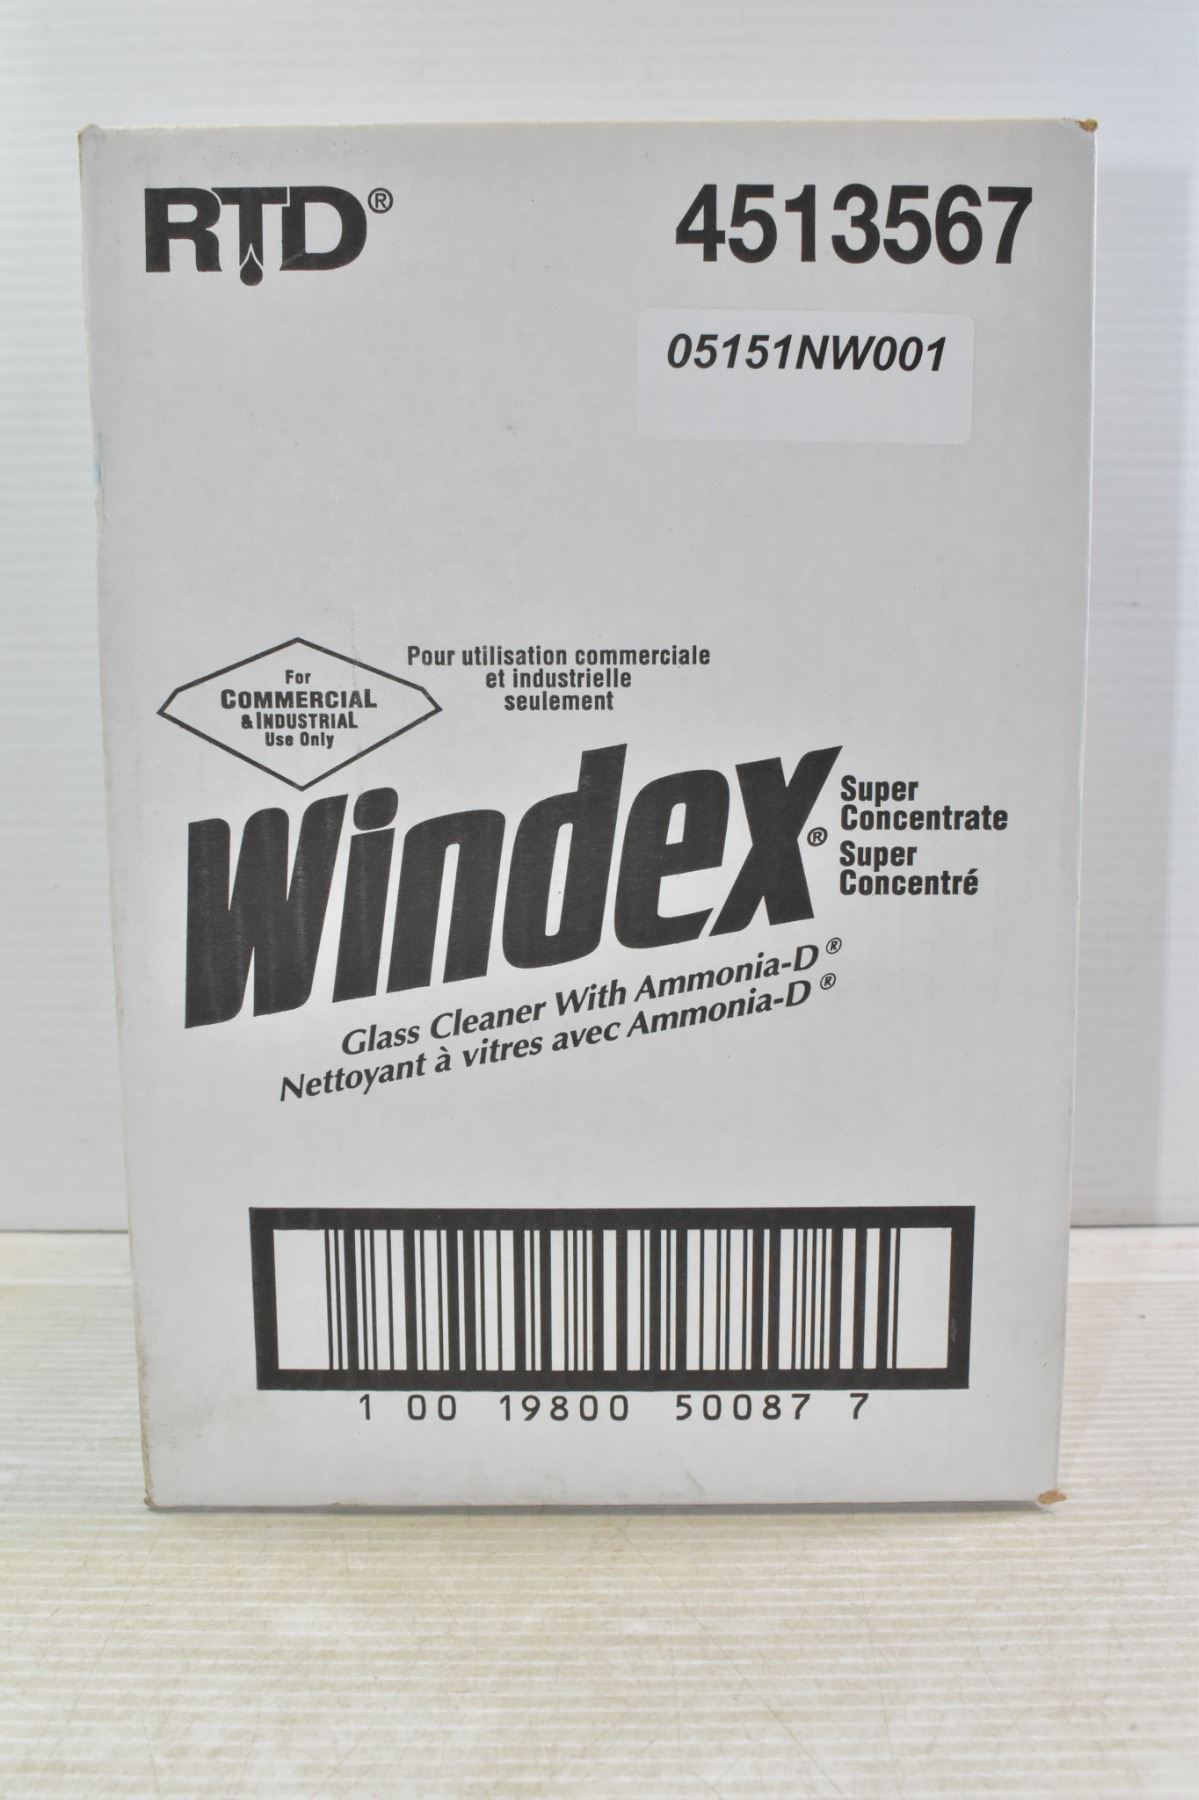 RTD®
4513567
05151NW001
For
COMMERCIAL
& INDUSTRIAL
Use Only
Pour utilisation commerciale
et industrielle
seulement
Windex®
Super
Concentrate
Super
Concentré
Glass Cleaner With Ammonia-D®
Nettoyant à vitres avec Ammonia-D®
1 00 19800 50087 7